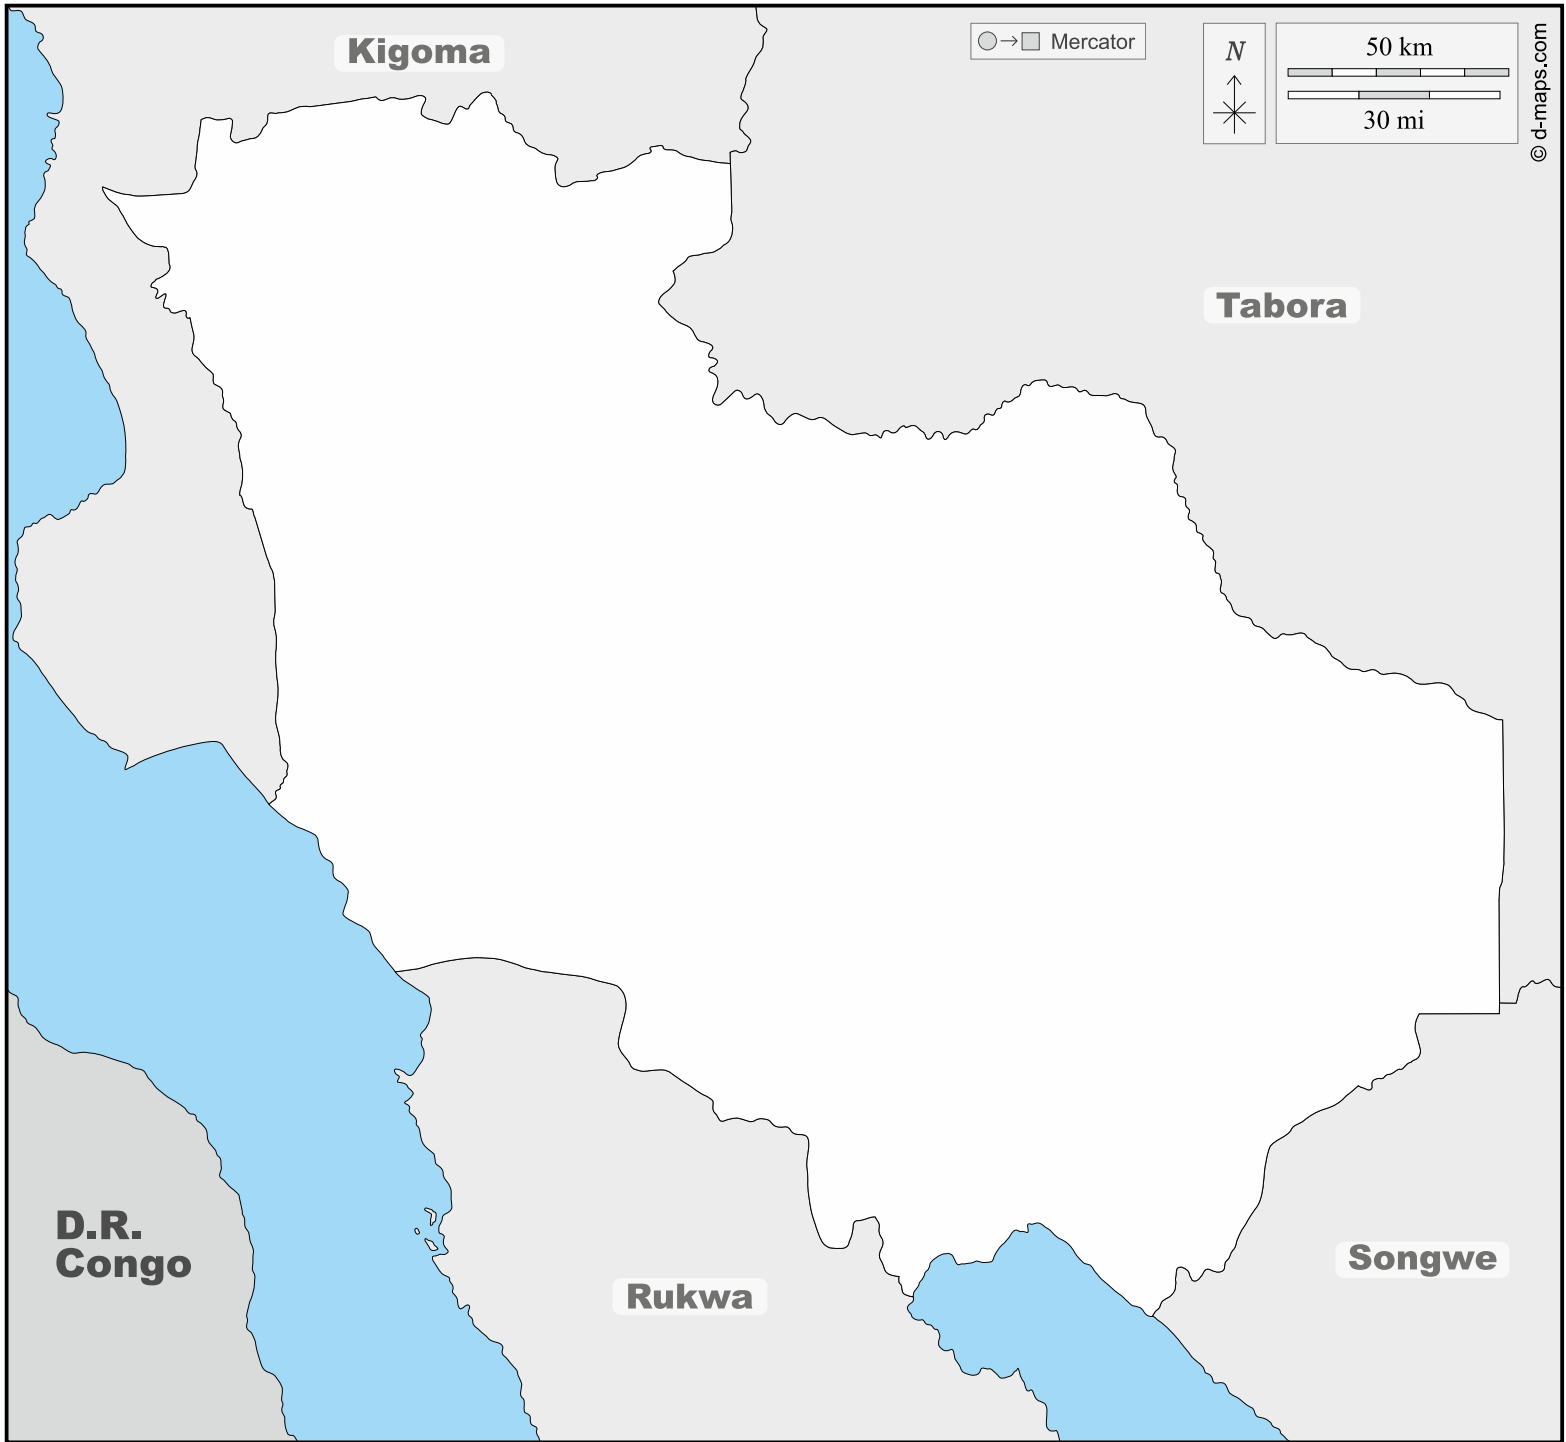 Kigoma
Mercator
N
50 km
30 mi
© d-maps.com
Tabora
D.R.
Congo
Rukwa
Songwe